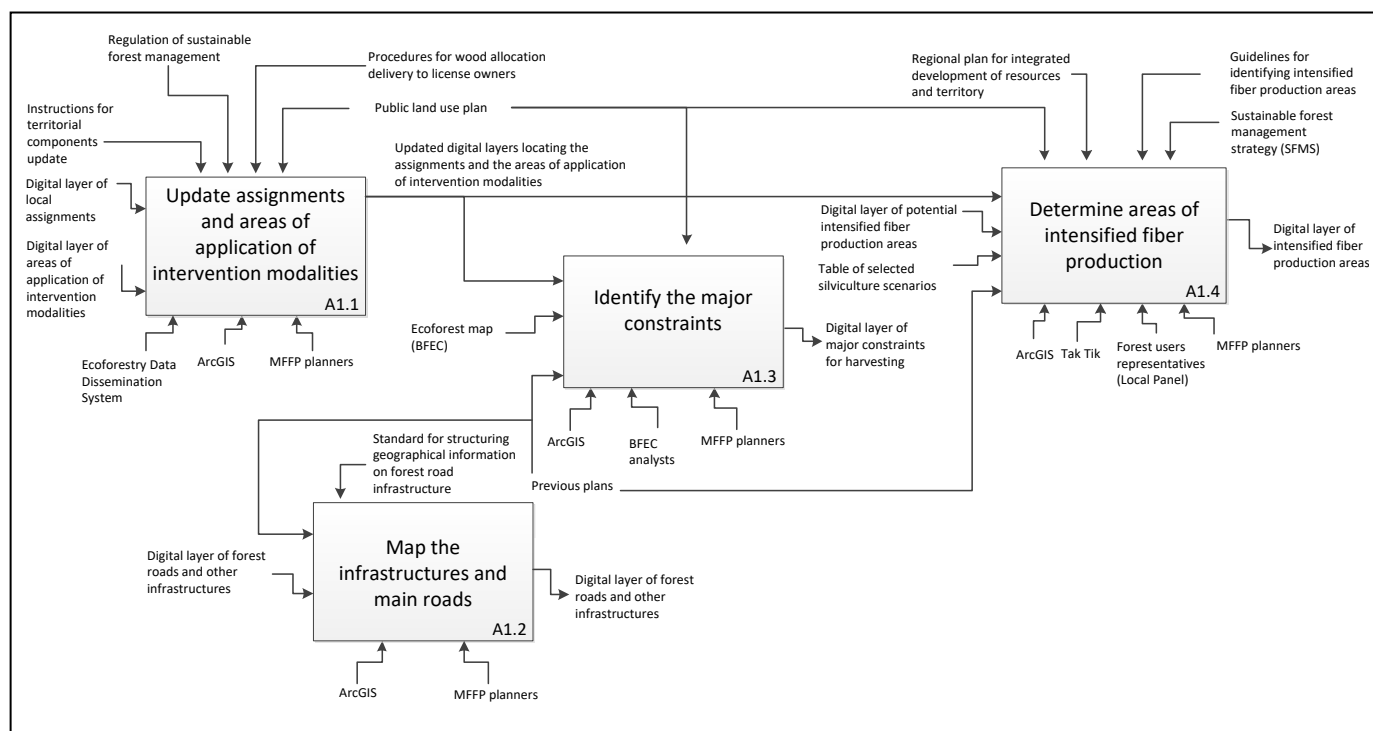 Regulation of sustainable
forest management
Procedures for wood allocation
delivery to license owners
Regional plan for integrated
development of resources
and territory
Guidelines for
identifying intensified
fiber production areas
Instructions for
territorial
components
update
Public land use plan
Sustainable forest
management
strategy (SFMS)
Updated digital layers locating the
assignments and the areas of application
of intervention modalities
Digital layer of
local
assignments
Digital layer of
areas of
application of
intervention
modalities
Update assignments
and areas of
application of
intervention modalities
A1.1
Ecoforestry Data
Dissemination
System
ArcGIS
MFFP planners
Digital layer of potential
intensified fiber
production areas
Table of selected
silviculture scenarios
Determine areas of
intensified fiber
production
A1.4
Digital layer of
intensified fiber
production areas
ArcGIS
Tak Tik
Forest users
representatives
(Local Panel)
MFFP planners
Ecoforest map
(BFEC)
Identify the major
constraints
A1.3
Digital layer of
major constraints
for harvesting
ArcGIS
BFEC
analysts
MFFP planners
Standard for structuring
geographical information
on forest road
infrastructure
Previous plans
Digital layer of forest
roads and other
infrastructures
Map the
infrastructures and
main roads
A1.2
Digital layer of forest
roads and other
infrastructures
ArcGIS
MFFP planners